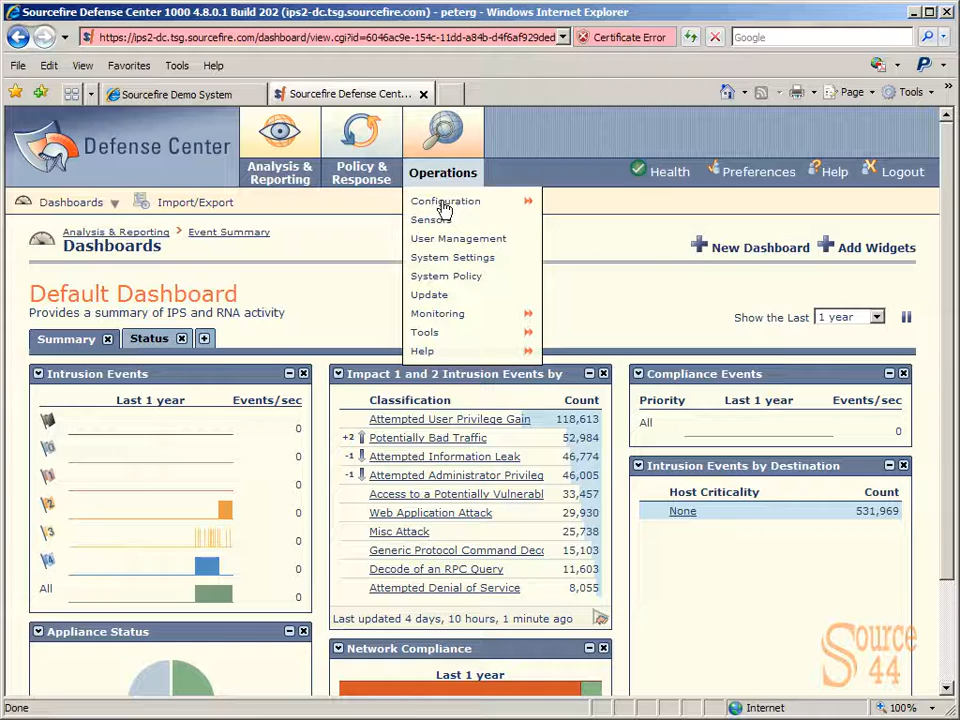 Sourcefire Defense Center 1000 4.8.0.1 Build 202 (ips2-dc.tsg.sourcefire.com) - peterg - Windows Internet Explorer
https://ips2-dc.tsg.sourcefire.com/dashboard/view.cgi?id=6046ac9e-154c-11dd-a84b-d4f6af929ded
Certificate Error
Google
File Edit View Favorites Tools Help
Sourcefire Demo System
Sourcefire Defense Cent...
Page
Tools
Defense Center
Analysis & Reporting
Policy & Response
Operations
Health
Preferences
Help
Logout
Dashboards
Import/Export
Configuration
Sensors
User Management
System Settings
System Policy
Update
Monitoring
Tools
Help
Analysis & Reporting
Event Summary
Dashboards
New Dashboard
Add Widgets
Default Dashboard
Provides a summary of IPS and RNA activity
Show the Last 1 year
Summary
Status
Intrusion Events
Last 1 year Events/sec
0
0
0
2 0
3 0
4 0
All 0
Impact 1 and 2 Intrusion Events by
Classification Count
Attempted User Privilege Gain 118,613
+2 Potentially Bad Traffic 52,984
-1 Attempted Information Leak 46,774
-1 Attempted Administrator Privileg 46,005
Access to a Potentially Vulnerabl 33,457
Web Application Attack 29,930
Misc Attack 25,738
Generic Protocol Command Deco 15,103
Decode of an RPC Query 11,603
Attempted Denial of Service 8,055
Last updated 4 days, 10 hours, 1 minute ago
Compliance Events
Priority Last 1 year Events/sec
All 0
Intrusion Events by Destination
Host Criticality Count
None 531,969
Appliance Status
Network Compliance
Last 1 year
Source
44
Done
Internet
100%